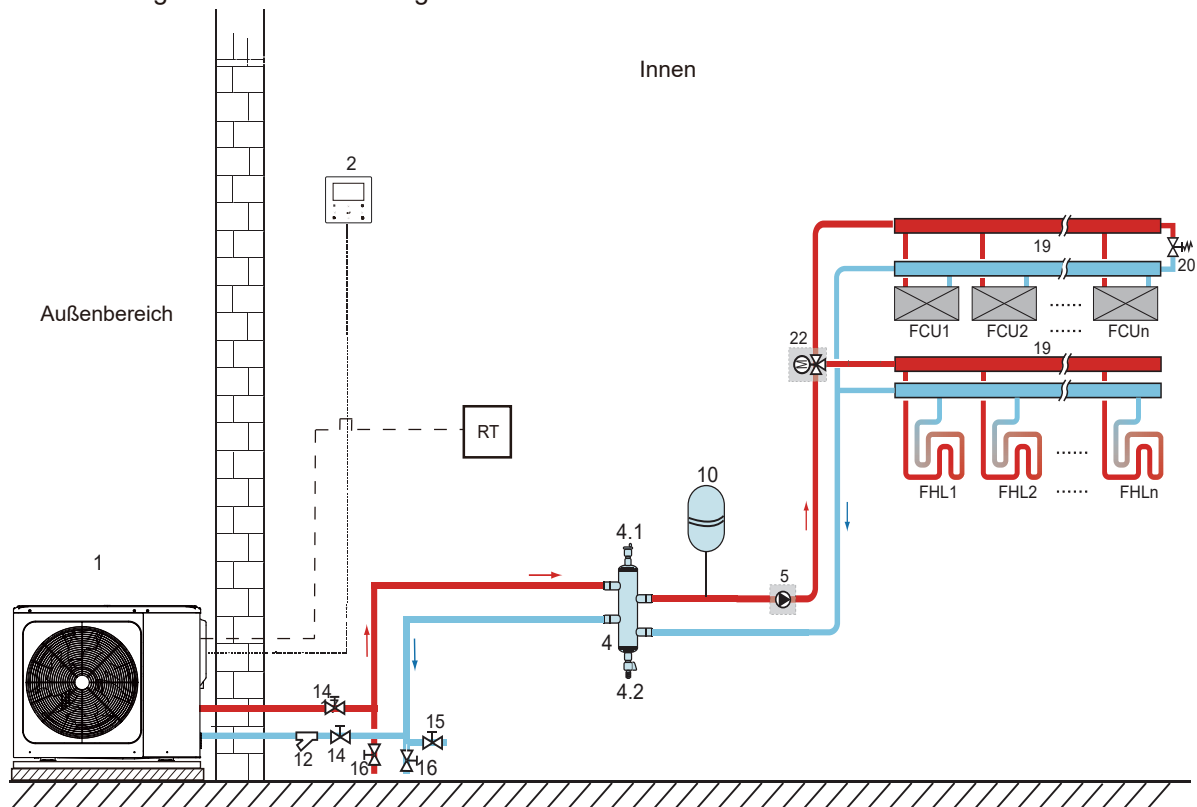 Innen
2
19
20
Außenbereich
FCU1
FCU2
......
FCUn
......
22
19
RT
......
10
FHL1
FHL2
......
FHLn
4.1
1
5
4
4.2
14
15
12
14
16
16